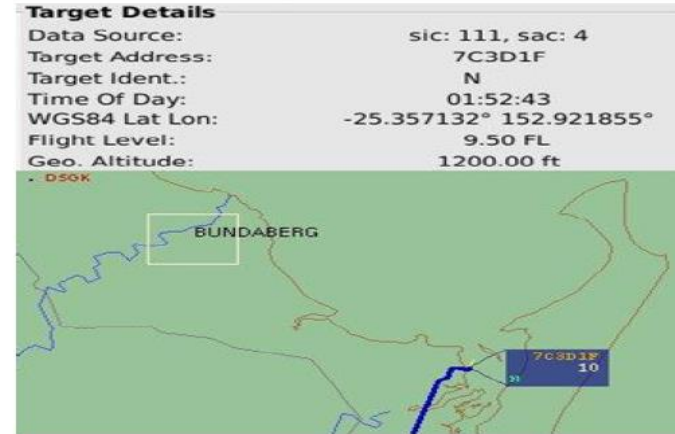 Target Details
Data Source: sic: 111, sac: 4
Target Address: 7C3D1F
Target Ident.: N
Time Of Day: 01:52:43
WGS84 Lat Lon: -25.357132° 152.921855°
Flight Level: 9.50 FL
Geo. Altitude: 1200.00 ft
DSGK
BUNDABERG
7C3D1F
10
N